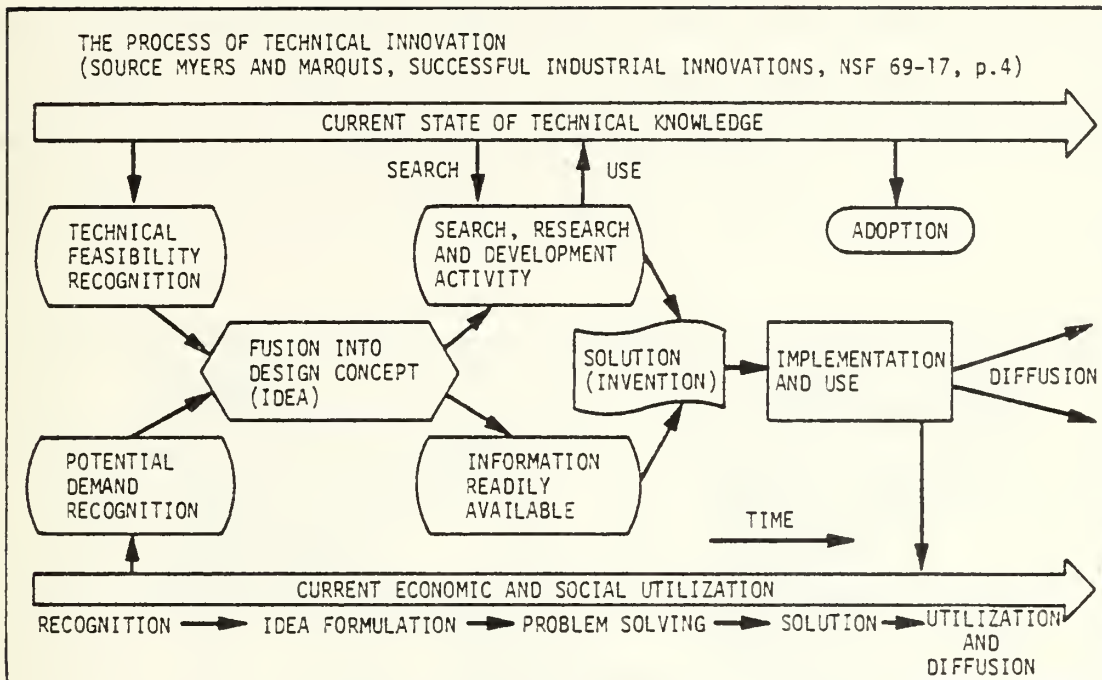 THE PROCESS OF TECHNICAL INNOVATION
(SOURCE MYERS AND MARQUIS, SUCCESSFUL INDUSTRIAL INNOVATIONS, NSF 69-17, p.4)
CURRENT STATE OF TECHNICAL KNOWLEDGE
SEARCH
USE
TECHNICAL
FEASIBILITY
RECOGNITION
SEARCH, RESEARCH
AND DEVELOPMENT
ACTIVITY
ADOPTION
FUSION INTO
DESIGN CONCEPT
(IDEA)
SOLUTION
(INVENTION)
IMPLEMENTATION
AND USE
DIFFUSION
POTENTIAL
DEMAND
RECOGNITION
INFORMATION
READILY
AVAILABLE
TIME
CURRENT ECONOMIC AND SOCIAL UTILIZATION
RECOGNITION IDEA FORMULATION PROBLEM SOLVING SOLUTION UTILIZATION
AND
DIFFUSION